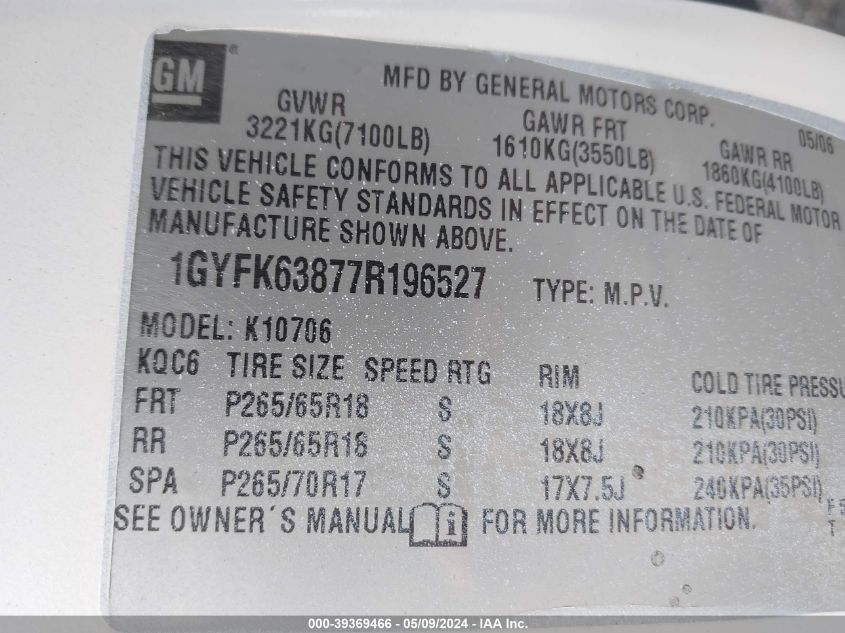 GM ®
MFD BY GENERAL MOTORS CORP.
GVWR GAWR FRT GAWR RR 05/06
3221KG(7100LB) 1610KG(3550LB) 1860KG(4100LB)
THIS VEHICLE CONFORMS TO ALL APPLICABLE U.S. FEDERAL MOTOR
VEHICLE SAFETY STANDARDS IN EFFECT ON THE DATE OF
MANUFACTURE SHOWN ABOVE.
1GYFK63877R196527 TYPE: M.P.V.
MODEL: K10706
KQC6 TIRE SIZE SPEED RTG RIM COLD TIRE PRESSU
FRT P265/65R18 S 18X8J 210KPA(30PSI)
RR P265/65R18 S 18X8J 210KPA(30PSI)
SPA P265/70R17 S 17X7.5J 240KPA(35PSI)
SEE OWNER'S MANUAL i FOR MORE INFORMATION.
T
000-39369466 - 05/09/2024 - IAA Inc.